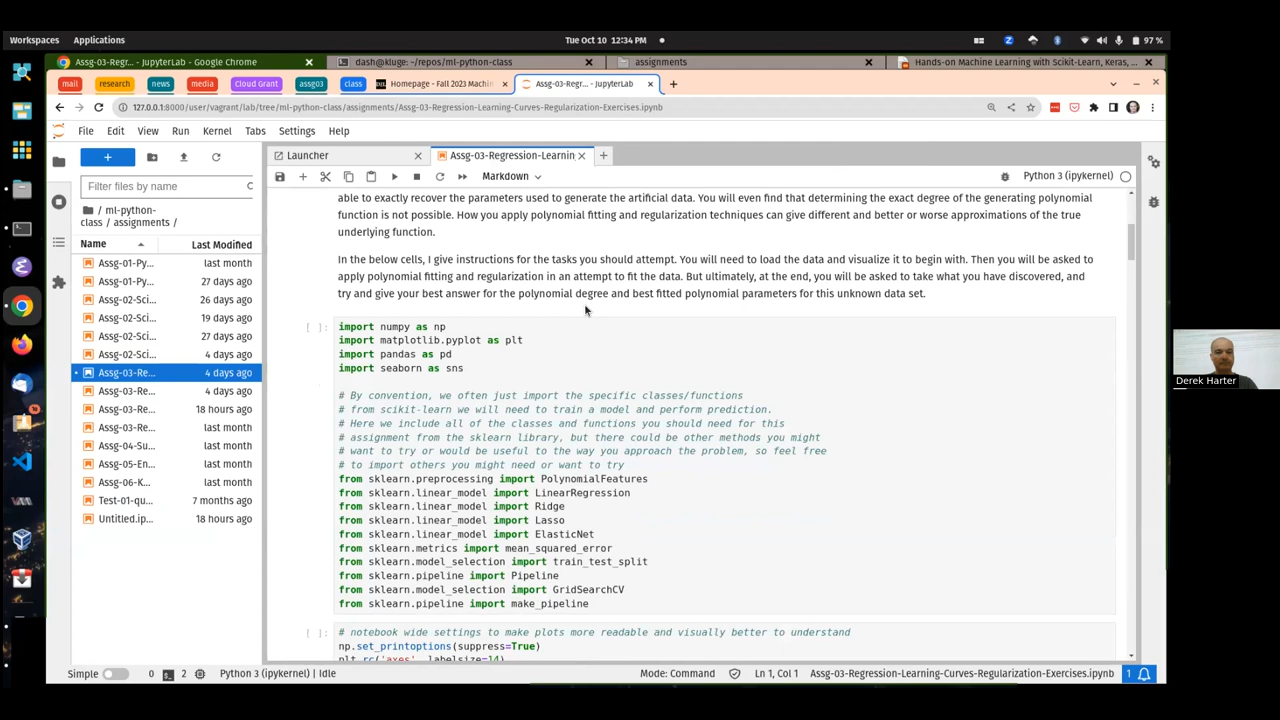 Workspaces Applications Tue Oct 10 12:34 PM 97 %
Assg-03-Regr... - JupyterLab - Google Chrome dash@kluge: ~/repos/ml-python-class assignments Hands-on Machine Learning with Scikit-Learn, Keras, ...
mail research news media Cloud Grant assg03 class Homepage - Fall 2023 Machin Assg-03-Regr... - JupyterLab
127.0.0.1:8000/user/vagrant/lab/tree/ml-python-class/assignments/Assg-03-Regression-Learning-Curves-Regularization-Exercises.ipynb
File Edit View Run Kernel Tabs Settings Help
Launcher Assg-03-Regression-Learnin
Markdown Python 3 (ipykernel)
Filter files by name
/ ml-python-
class / assignments /
Name Last Modified
Assg-01-Py... last month
Assg-01-Py... 27 days ago
Assg-02-Sci... 26 days ago
Assg-02-Sci... 19 days ago
Assg-02-Sci... 27 days ago
Assg-02-Sci... 4 days ago
Assg-03-Re... 4 days ago
Assg-03-Re... 4 days ago
Assg-03-Re... 18 hours ago
Assg-03-Re... last month
Assg-04-Su... last month
Assg-05-En... last month
Assg-06-K... last month
Test-01-qu... 7 months ago
Untitled.ip... 18 hours ago
able to exactly recover the parameters used to generate the artificial data. You will even find that determining the exact degree of the generating polynomial
function is not possible. How you apply polynomial fitting and regularization techniques can give different and better or worse approximations of the true
underlying function.
In the below cells, I give instructions for the tasks you should attempt. You will need to load the data and visualize it to begin with. Then you will be asked to
apply polynomial fitting and regularization in an attempt to fit the data. But ultimately, at the end, you will be asked to take what you have discovered, and
try and give your best answer for the polynomial degree and best fitted polynomial parameters for this unknown data set.
[ ]: import numpy as np
import matplotlib.pyplot as plt
import pandas as pd
import seaborn as sns
# By convention, we often just import the specific classes/functions
# from scikit-learn we will need to train a model and perform prediction.
# Here we include all of the classes and functions you should need for this
# assignment from the sklearn library, but there could be other methods you might
# want to try or would be useful to the way you approach the problem, so feel free
# to import others you might need or want to try
from sklearn.preprocessing import PolynomialFeatures
from sklearn.linear_model import LinearRegression
from sklearn.linear_model import Ridge
from sklearn.linear_model import Lasso
from sklearn.linear_model import ElasticNet
from sklearn.metrics import mean_squared_error
from sklearn.model_selection import train_test_split
from sklearn.pipeline import Pipeline
from sklearn.model_selection import GridSearchCV
from sklearn.pipeline import make_pipeline
[ ]: # notebook wide settings to make plots more readable and visually better to understand
np.set_printoptions(suppress=True)
plt.rc('axes', labelsize=14)
Derek Harter
Simple 0 2 Python 3 (ipykernel) | Idle Mode: Command Ln 1, Col 1 Assg-03-Regression-Learning-Curves-Regularization-Exercises.ipynb 1